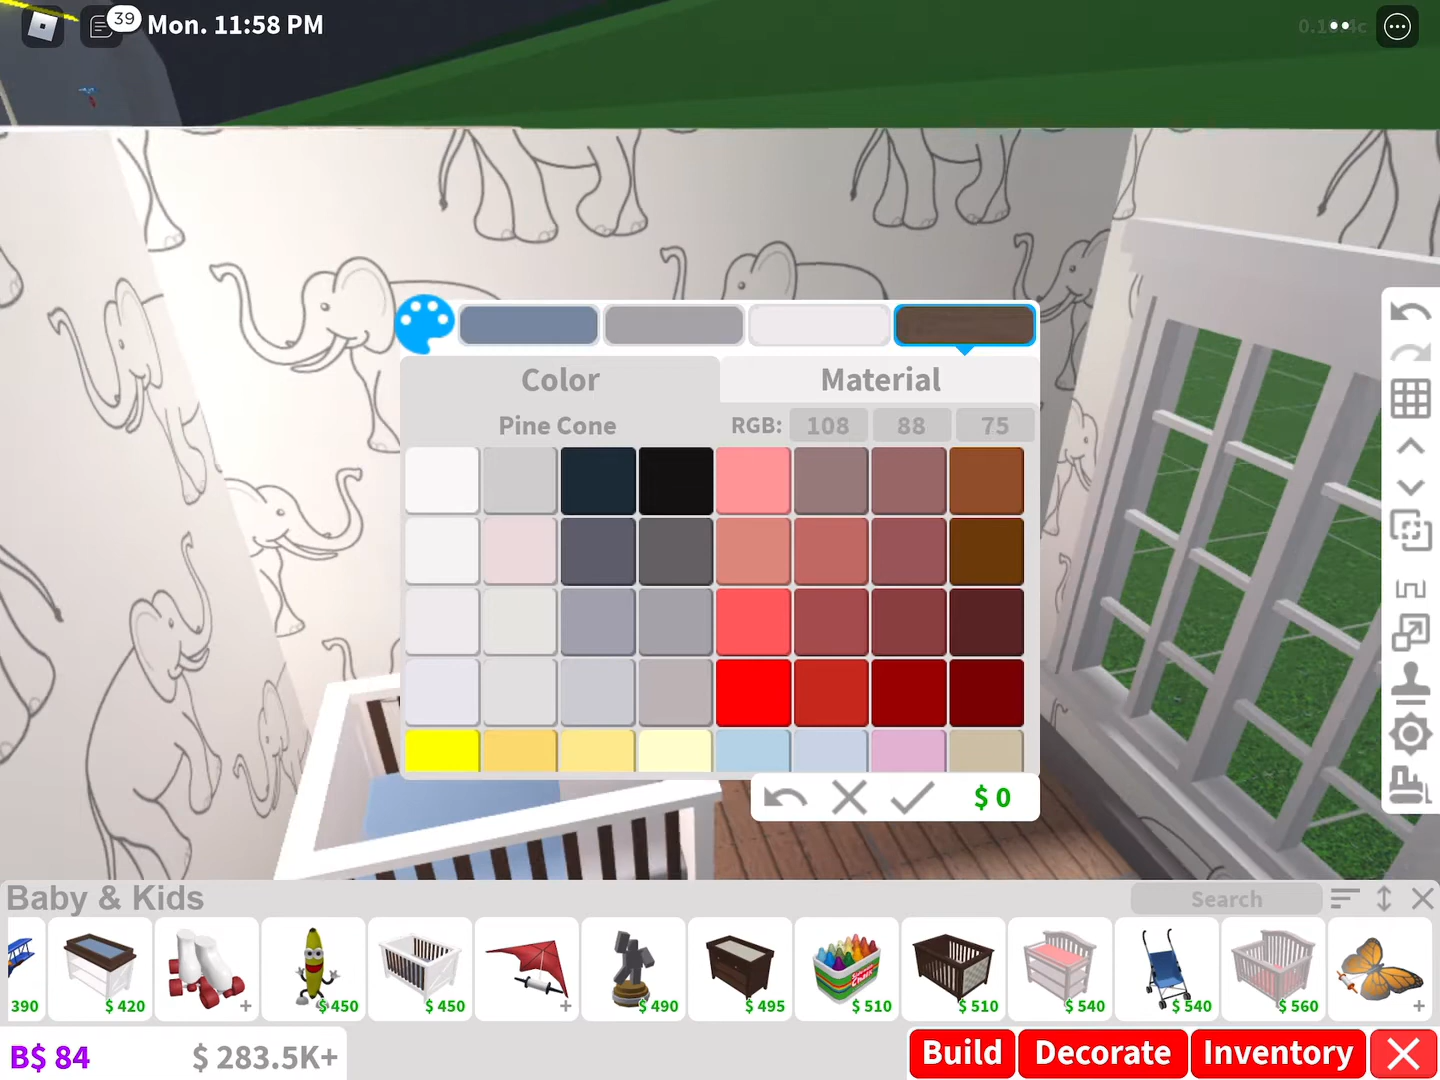 39
Mon. 11:58 PM
Color
Material
Pine Cone
RGB: 108 88 75
$ 0
Baby & Kids
Search
390
$ 420
+
$ 450
$ 450
+
$ 490
$ 495
$ 510
$ 510
$ 540
$ 540
$ 560
+
B$ 84
$ 283.5K+
Build
Decorate
Inventory